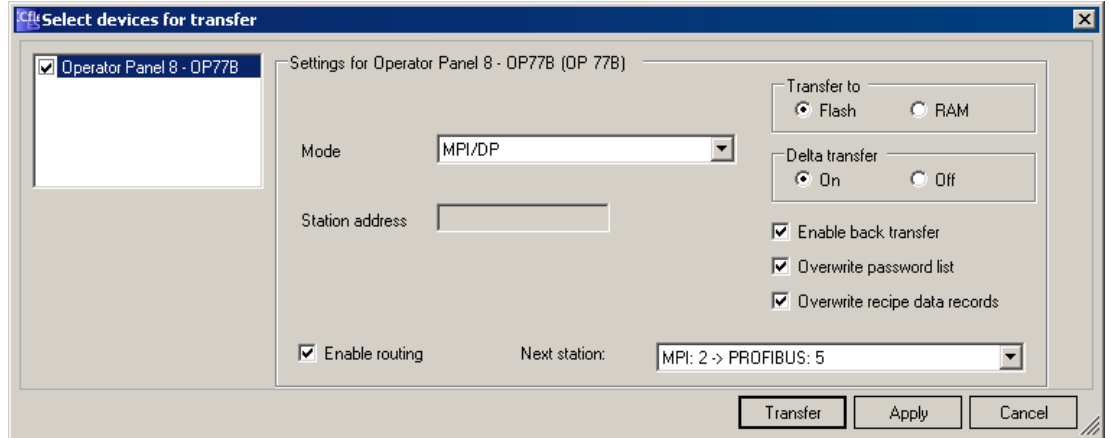 Select devices for transfer
Operator Panel 8 - OP77B
Settings for Operator Panel 8 - OP77B (OP 77B)
Transfer to
Flash RAM
Mode MPI/DP
Delta transfer
On Off
Station address
Enable back transfer
Overwrite password list
Overwrite recipe data records
Enable routing Next station: MPI: 2 -> PROFIBUS: 5
Transfer Apply Cancel